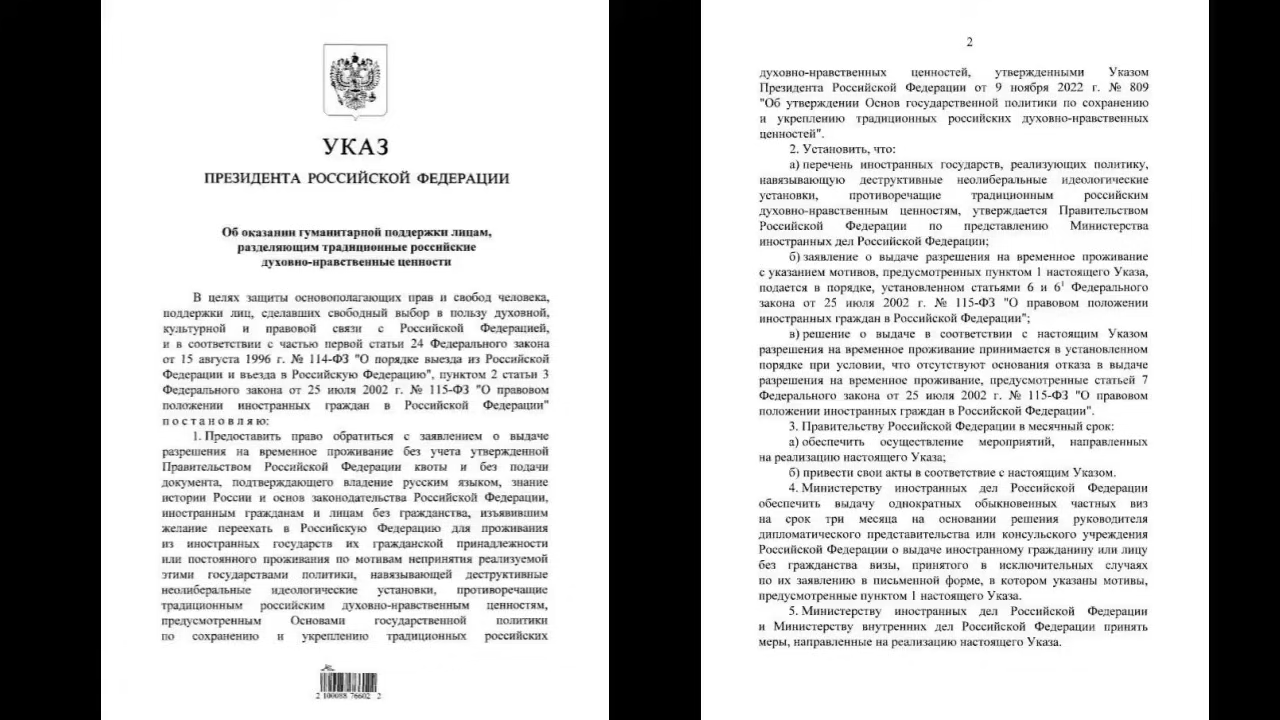 УКАЗ
ПРЕЗИДЕНТА РОССИЙСКОЙ ФЕДЕРАЦИИ
Об оказании гуманитарной поддержки лицам,
разделяющим традиционные российские
духовно-нравственные ценности
В целях защиты основополагающих прав и свобод человека,
поддержки лиц, сделавших свободный выбор в пользу духовной,
культурной и правовой связи с Российской Федерацией,
и в соответствии с частью первой статьи 24 Федерального закона
от 15 августа 1996 г. № 114-ФЗ "О порядке выезда из Российской
Федерации и въезда в Российскую Федерацию", пунктом 2 статьи 3
Федерального закона от 25 июля 2002 г. № 115-ФЗ "О правовом
положении иностранных граждан в Российской Федерации"
п о с т а н о в л я ю:
1. Предоставить право обратиться с заявлением о выдаче
разрешения на временное проживание без учета утвержденной
Правительством Российской Федерации квоты и без подачи
документа, подтверждающего владение русским языком, знание
истории России и основ законодательства Российской Федерации,
иностранным гражданам и лицам без гражданства, изъявившим
желание переехать в Российскую Федерацию для проживания
из иностранных государств их гражданской принадлежности
или постоянного проживания по мотивам неприятия реализуемой
этими государствами политики, навязывающей деструктивные
неолиберальные идеологические установки, противоречащие
традиционным российским духовно-нравственным ценностям,
предусмотренным Основами государственной политики
по сохранению и укреплению традиционных российских
2 100088 76602 2
2
духовно-нравственных ценностей, утвержденными Указом
Президента Российской Федерации от 9 ноября 2022 г. № 809
"Об утверждении Основ государственной политики по сохранению
и укреплению традиционных российских духовно-нравственных
ценностей".
2. Установить, что:
а) перечень иностранных государств, реализующих политику,
навязывающую деструктивные неолиберальные идеологические
установки, противоречащие традиционным российским
духовно-нравственным ценностям, утверждается Правительством
Российской Федерации по представлению Министерства
иностранных дел Российской Федерации;
б) заявление о выдаче разрешения на временное проживание
с указанием мотивов, предусмотренных пунктом 1 настоящего Указа,
подается в порядке, установленном статьями 6 и 6¹ Федерального
закона от 25 июля 2002 г. № 115-ФЗ "О правовом положении
иностранных граждан в Российской Федерации";
в) решение о выдаче в соответствии с настоящим Указом
разрешения на временное проживание принимается в установленном
порядке при условии, что отсутствуют основания отказа в выдаче
разрешения на временное проживание, предусмотренные статьей 7
Федерального закона от 25 июля 2002 г. № 115-ФЗ "О правовом
положении иностранных граждан в Российской Федерации".
3. Правительству Российской Федерации в месячный срок:
а) обеспечить осуществление мероприятий, направленных
на реализацию настоящего Указа;
б) привести свои акты в соответствие с настоящим Указом.
4. Министерству иностранных дел Российской Федерации
обеспечить выдачу однократных обыкновенных частных виз
на срок три месяца на основании решения руководителя
дипломатического представительства или консульского учреждения
Российской Федерации о выдаче иностранному гражданину или лицу
без гражданства визы, принятого в исключительных случаях
по их заявлению в письменной форме, в котором указаны мотивы,
предусмотренные пунктом 1 настоящего Указа.
5. Министерству иностранных дел Российской Федерации
и Министерству внутренних дел Российской Федерации принять
меры, направленные на реализацию настоящего Указа.